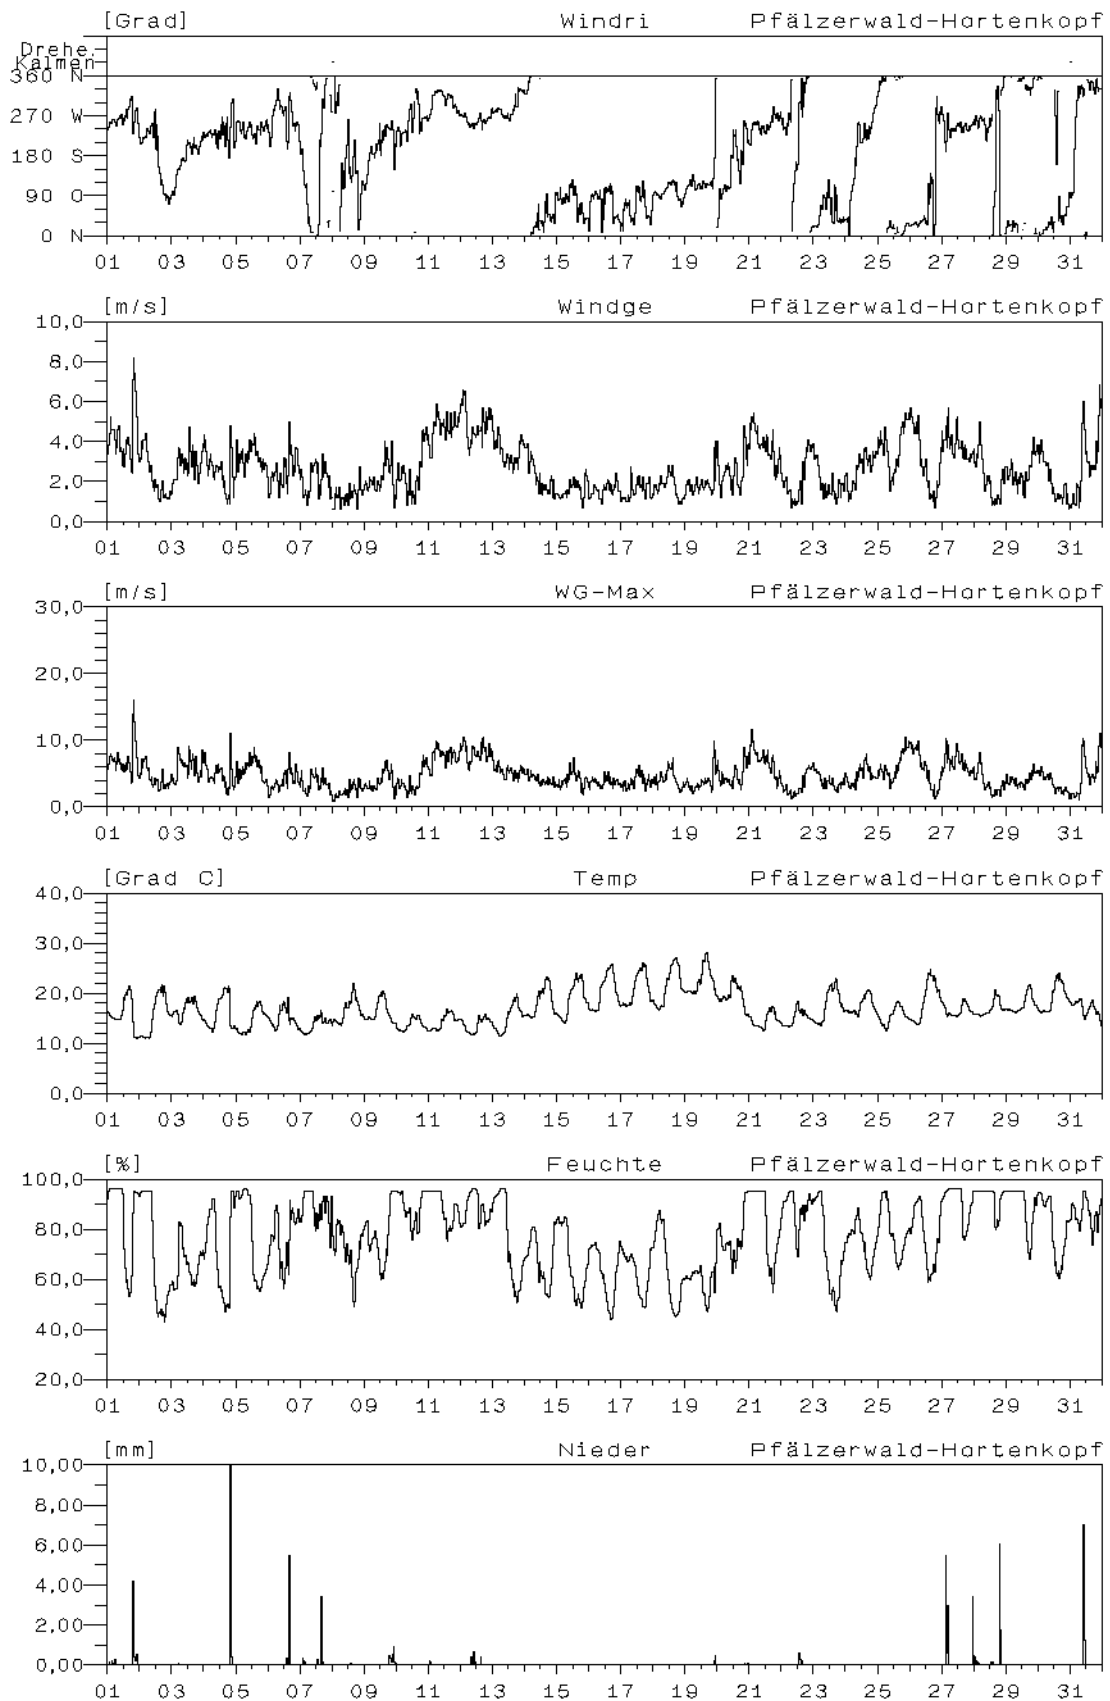 [Grad] Windri Pfälzerwald-Hortenkopf
Drehe.
Kalmen
360 N
270 W
180 S
90 O
0 N
01 03 05 07 09 11 13 15 17 19 21 23 25 27 29 31
[m/s] Windge Pfälzerwald-Hortenkopf
10,0
8,0
6,0
4,0
2,0
0,0
01 03 05 07 09 11 13 15 17 19 21 23 25 27 29 31
[m/s] WG-Max Pfälzerwald-Hortenkopf
30,0
20,0
10,0
0,0
01 03 05 07 09 11 13 15 17 19 21 23 25 27 29 31
[Grad C] Temp Pfälzerwald-Hortenkopf
40,0
30,0
20,0
10,0
0,0
01 03 05 07 09 11 13 15 17 19 21 23 25 27 29 31
[%] Feuchte Pfälzerwald-Hortenkopf
100,0
80,0
60,0
40,0
20,0
01 03 05 07 09 11 13 15 17 19 21 23 25 27 29 31
[mm] Nieder Pfälzerwald-Hortenkopf
10,00
8,00
6,00
4,00
2,00
0,00
01 03 05 07 09 11 13 15 17 19 21 23 25 27 29 31